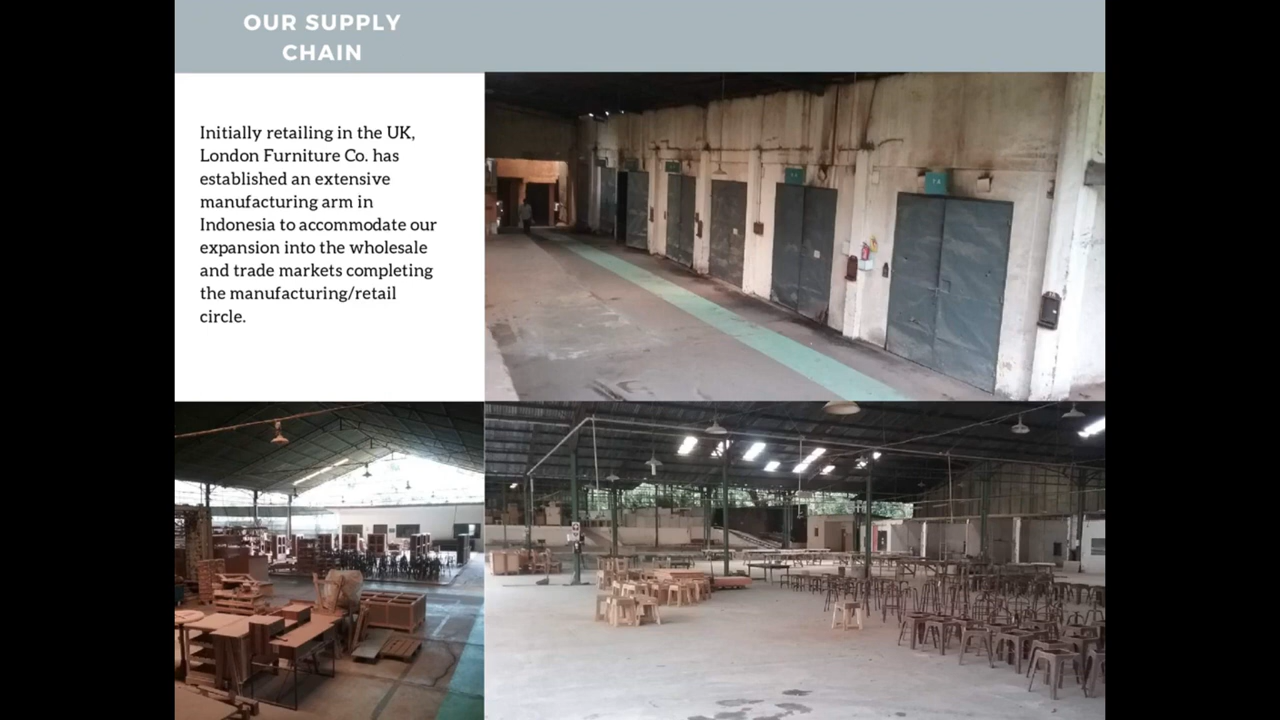 OUR SUPPLY
CHAIN
Initially retailing in the UK,
London Furniture Co. has
established an extensive
manufacturing arm in
Indonesia to accommodate our
expansion into the wholesale
and trade markets completing
the manufacturing/retail
circle.